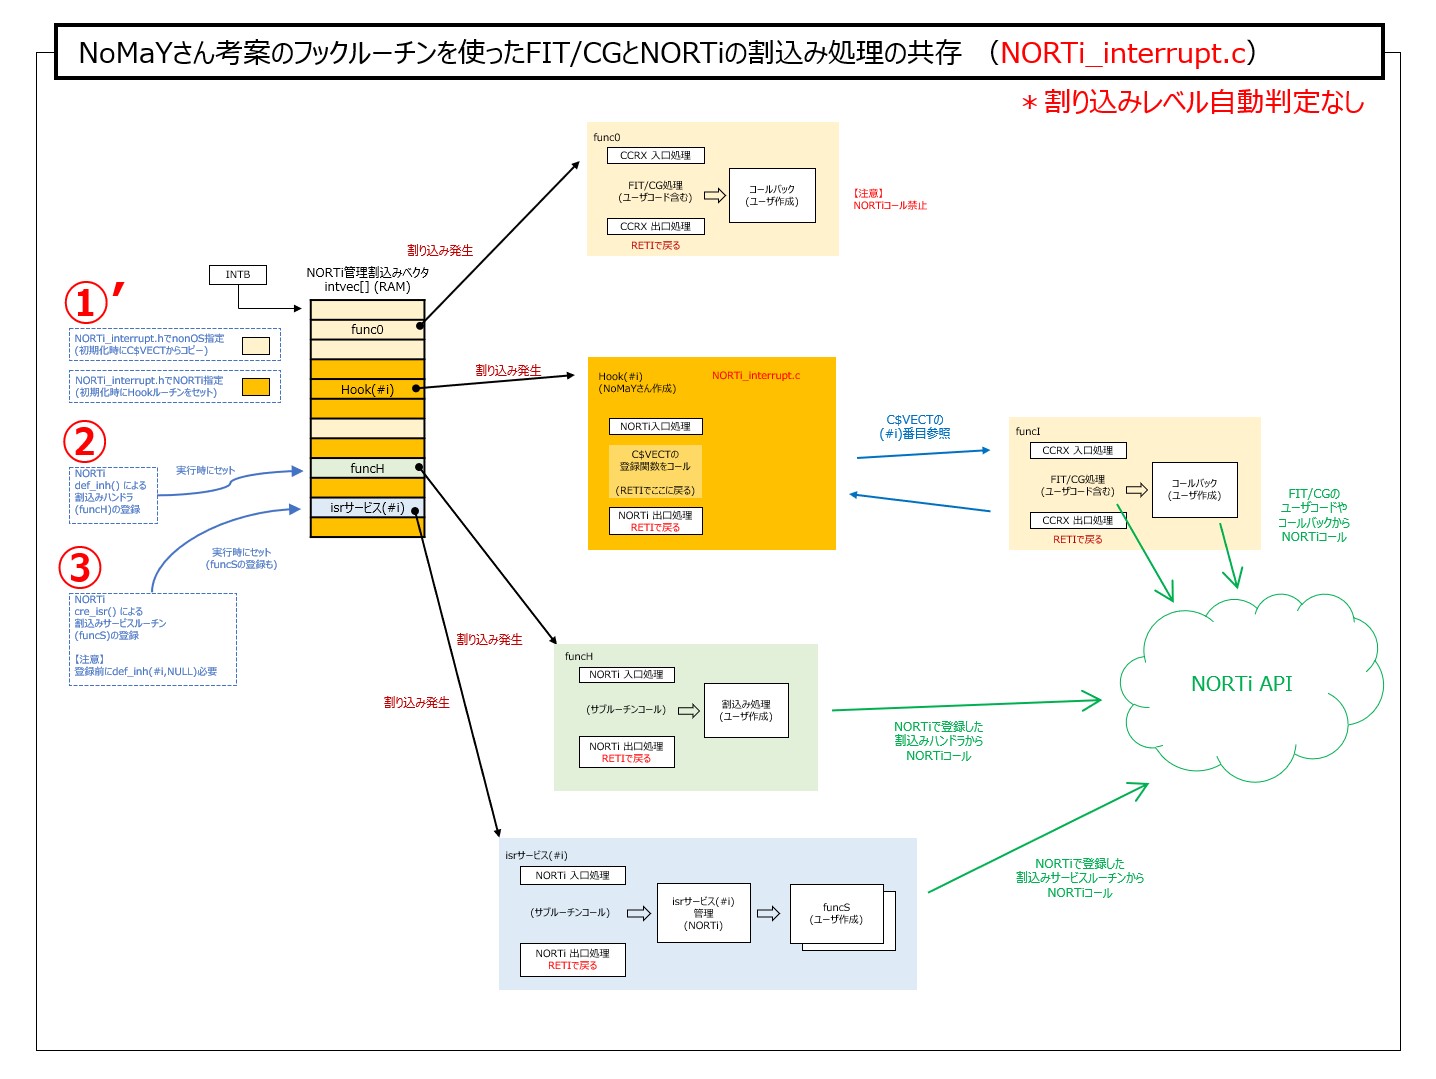 NoMaYさん考案のフックルーチンを使ったFIT/CGとNORTiの割込み処理の共存 （NORTi_interrupt.c）
＊割り込みレベル自動判定なし
func0
CCRX 入口処理
FIT/CG処理
(ユーザコード含む)
コールバック
(ユーザ作成)
CCRX 出口処理
RETIで戻る
【注意】
NORTiコール禁止
割り込み発生
INTB
NORTi管理割込みベクタ
intvec[] (RAM)
①’
NORTi_interrupt.hでnonOS指定
(初期化時にC$VECTからコピー)
NORTi_interrupt.hでNORTi指定
(初期化時にHookルーチンをセット)
func0
Hook(#i)
funcH
isrサービス(#i)
割り込み発生
Hook(#i)
(NoMaYさん作成)
NORTi_interrupt.c
NORTi入口処理
C$VECTの
登録関数をコール
(RETIでここに戻る)
NORTi 出口処理
RETIで戻る
C$VECTの
(#i)番目参照
funcI
CCRX 入口処理
FIT/CG処理
(ユーザコード含む)
コールバック
(ユーザ作成)
CCRX 出口処理
RETIで戻る
FIT/CGの
ユーザコードや
コールバックから
NORTiコール
②
NORTi
def_inh() による
割込みハンドラ
(funcH)の登録
実行時にセット
③
実行時にセット
(funcSの登録も)
NORTi
cre_isr() による
割込みサービスルーチン
(funcS)の登録
【注意】
登録前にdef_inh(#i,NULL)必要
割り込み発生
割り込み発生
funcH
NORTi 入口処理
(サブルーチンコール)
割込み処理
(ユーザ作成)
NORTi 出口処理
RETIで戻る
NORTiで登録した
割込みハンドラから
NORTiコール
NORTi API
isrサービス(#i)
NORTi 入口処理
(サブルーチンコール)
isrサービス(#i)
管理
(NORTi)
funcS
(ユーザ作成)
NORTi 出口処理
RETIで戻る
NORTiで登録した
割込みサービスルーチンから
NORTiコール